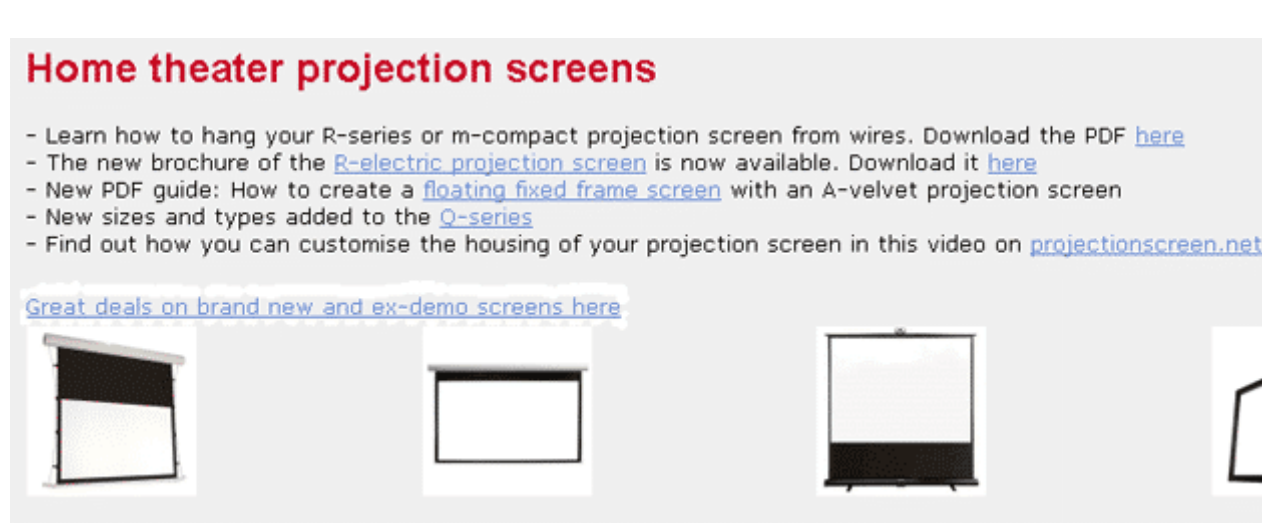 Home theater projection screens
- Learn how to hang your R-series or m-compact projection screen from wires. Download the PDF here
- The new brochure of the R-electric projection screen is now available. Download it here
- New PDF guide: How to create a floating fixed frame screen with an A-velvet projection screen
- New sizes and types added to the Q-series
- Find out how you can customise the housing of your projection screen in this video on projectionscreen.net
Great deals on brand new and ex-demo screens here